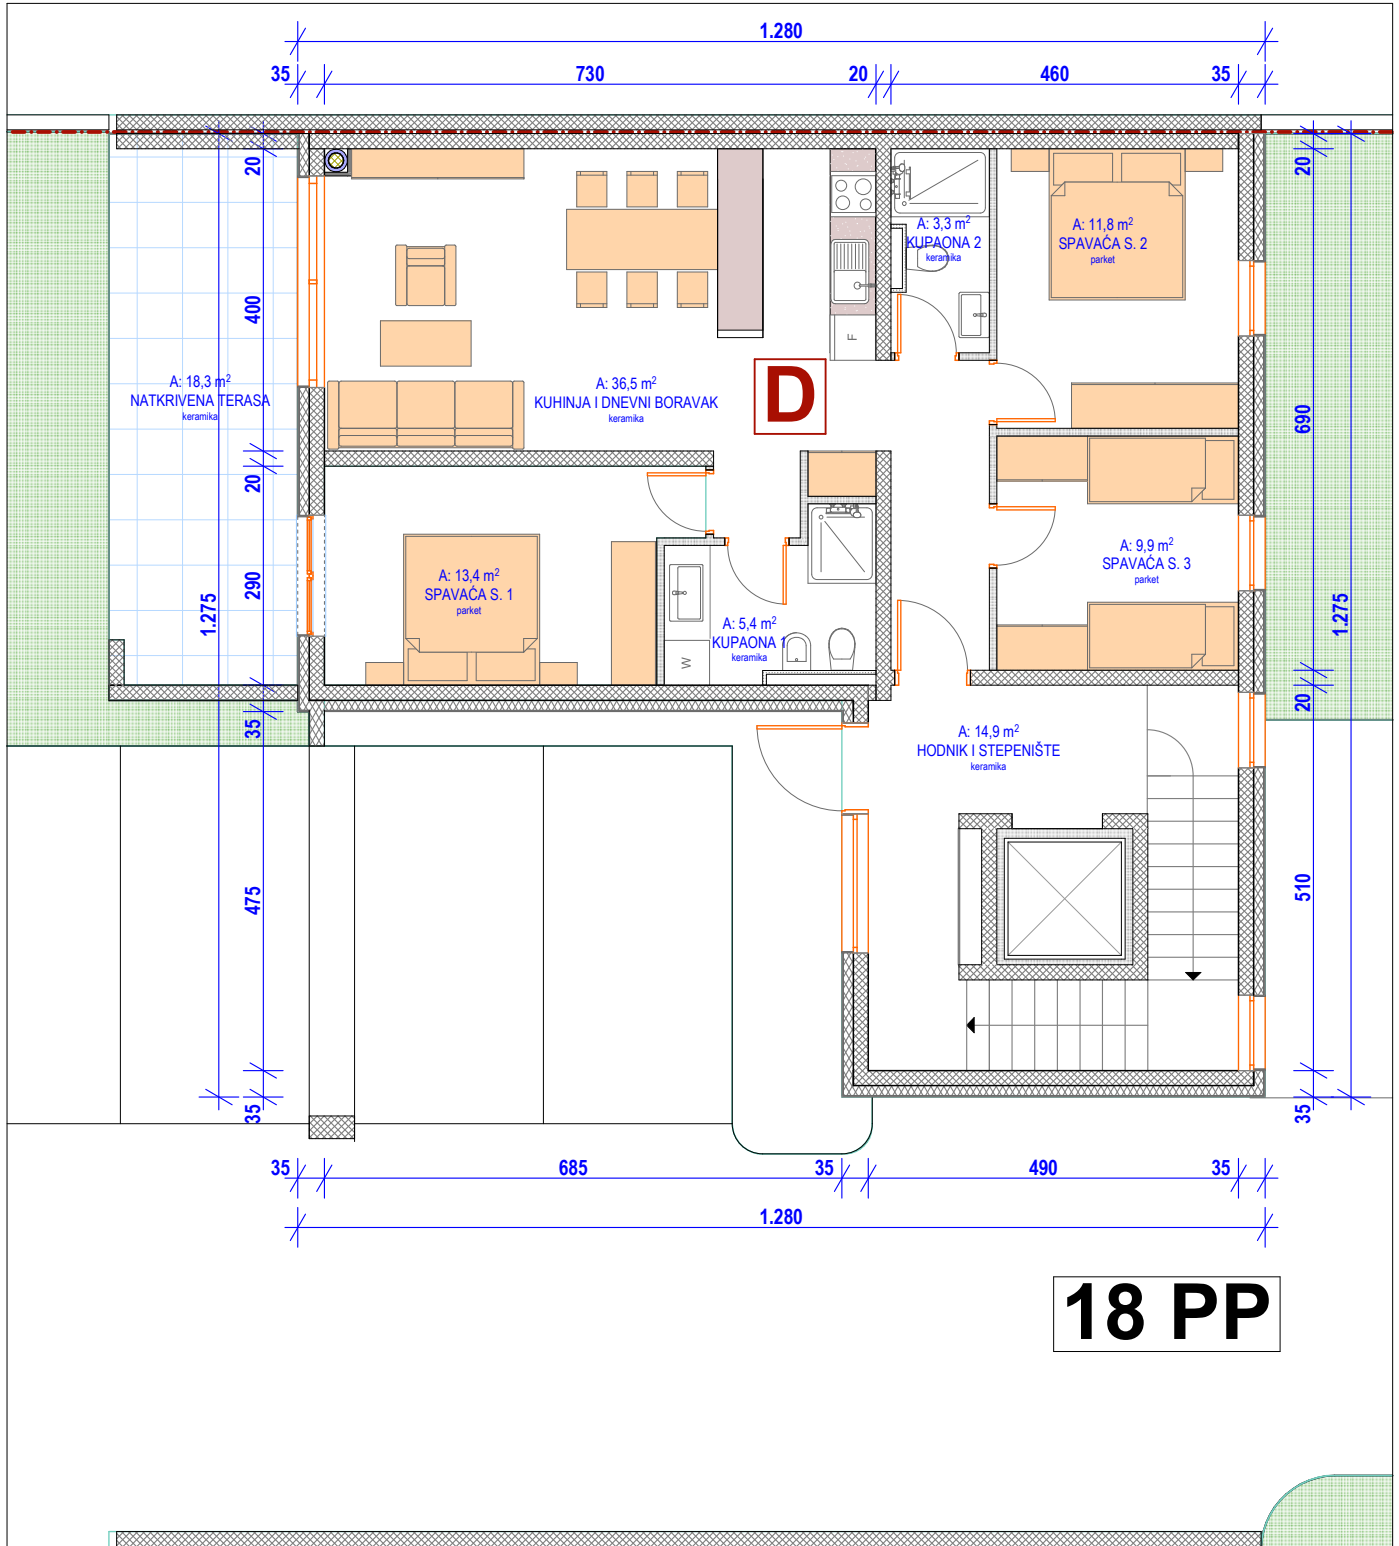 1.280
35
730
20
460
35
20
400
20
290
1.275
35
475
35
20
690
1.275
20
510
35
A: 3,3 m²
KUPAONA 2
keramika
A: 11,8 m²
SPAVAĆA S. 2
parket
F
A: 18,3 m²
NATKRIVENA TERASA
keramika
A: 36,5 m²
KUHINJA I DNEVNI BORAVAK
keramika
D
A: 13,4 m²
SPAVAĆA S. 1
parket
A: 9,9 m²
SPAVAĆA S. 3
parket
A: 5,4 m²
KUPAONA 1
keramika
W
A: 14,9 m²
HODNIK I STEPENIŠTE
keramika
35
685
35
490
35
1.280
18 PP